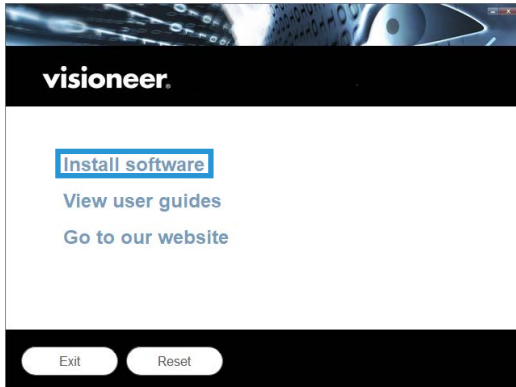 visioneer®
Install software
View user guides
Go to our website
Exit
Reset